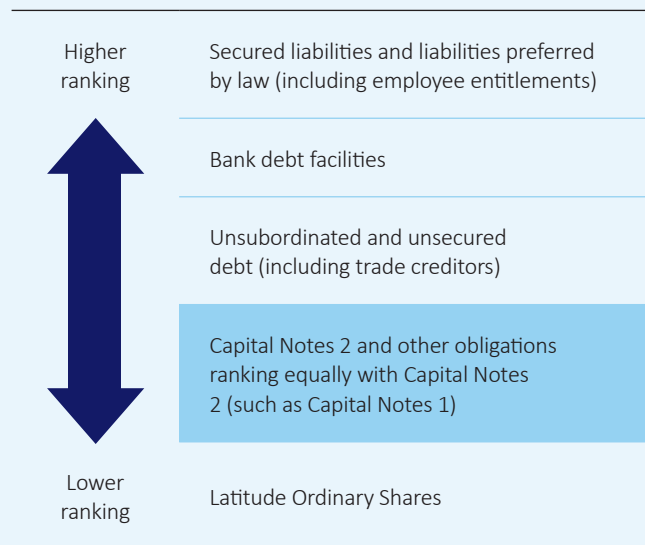 Higher
ranking
Secured liabilities and liabilities preferred
by law (including employee entitlements)
Bank debt facilities
Unsubordinated and unsecured
debt (including trade creditors)
Capital Notes 2 and other obligations
ranking equally with Capital Notes
2 (such as Capital Notes 1)
Lower
ranking
Latitude Ordinary Shares